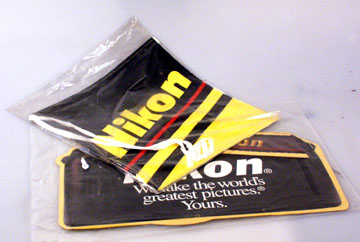 Nikon
Nikon®
We take the world's
greatest pictures.®
Yours.